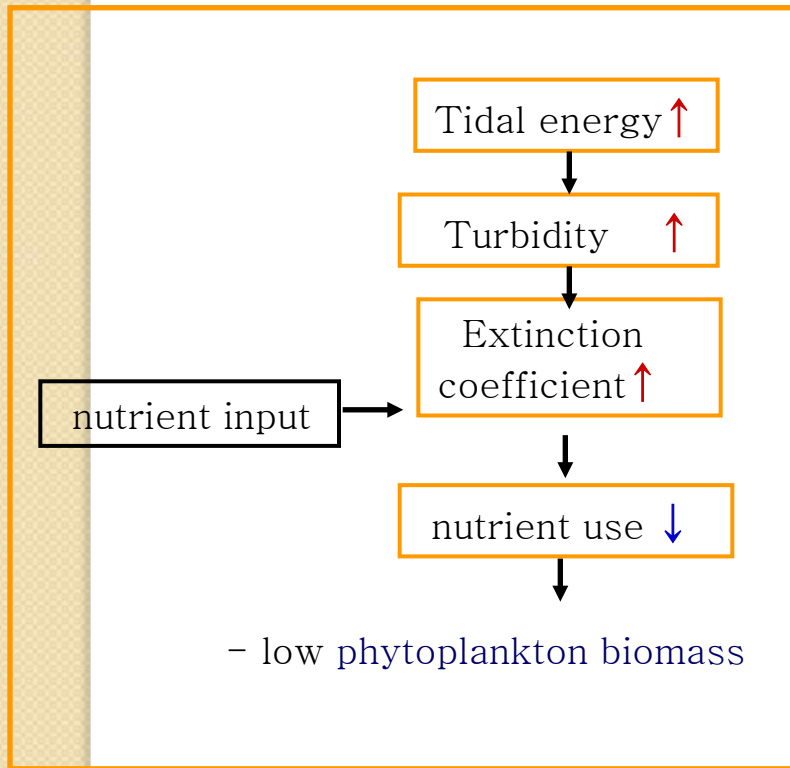 Tidal energy↑
Turbidity ↑
Extinction
coefficient↑
nutrient input
nutrient use ↓
- low phytoplankton biomass